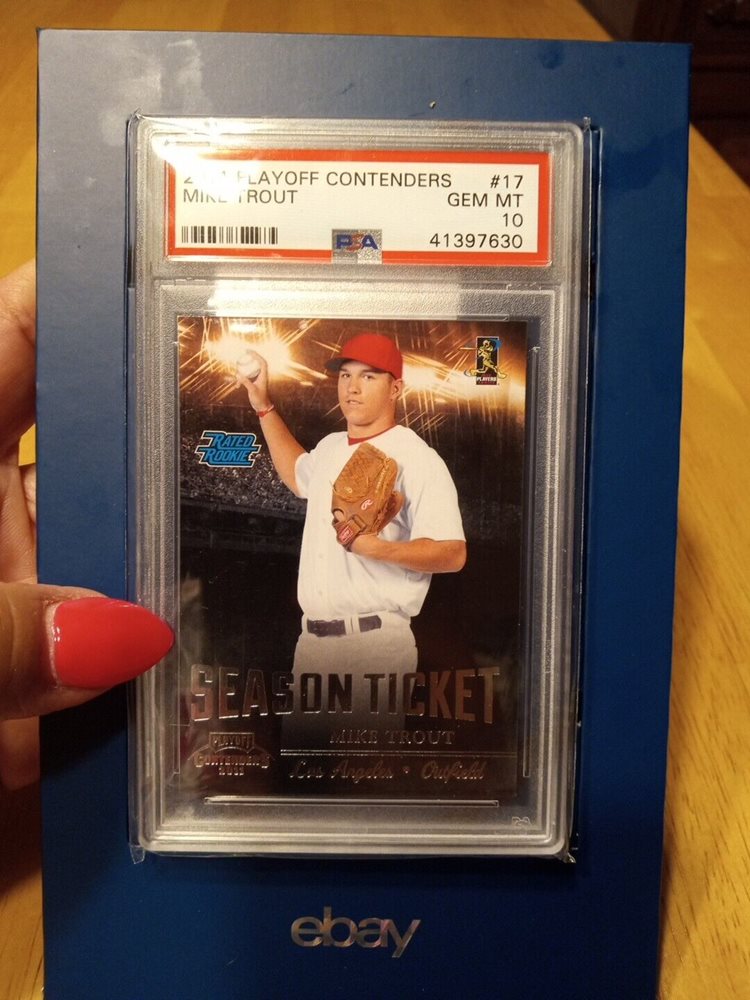 PLAYOFF CONTENDERS #17
MIKE TROUT GEM MT
10
PSA 41397630
PLAYERS
RATED
ROOKIE
SEASON TICKET
MIKE TROUT
PLAYOFF
CONTENDERS
Los Angeles • Outfield
ebay